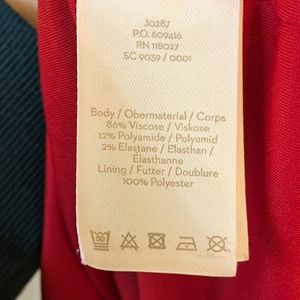 J0287
P.O. 609416
RN 118027
SC 9039 / 0001
Body / Obermaterial / Corps
86% Viscose / Viskose
12% Polyamide / Polyamid
2% Elastane / Elasthan /
Elasthanne
Lining / Futter / Doublure
100% Polyester